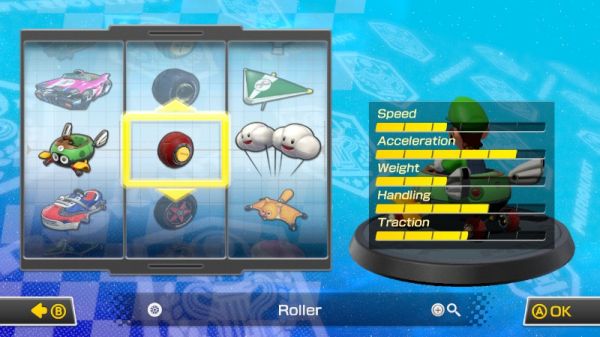 Speed
Acceleration
Weight
Handling
Traction
B
Roller
A OK